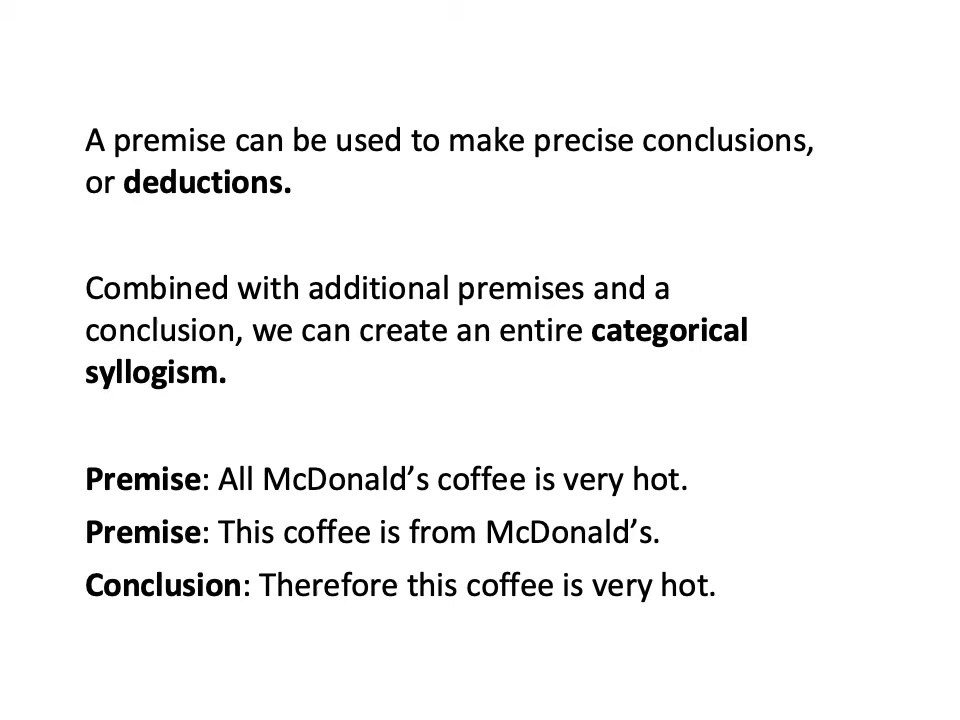 A premise can be used to make precise conclusions,
or deductions.
Combined with additional premises and a
conclusion, we can create an entire categorical
syllogism.
Premise: All McDonald’s coffee is very hot.
Premise: This coffee is from McDonald’s.
Conclusion: Therefore this coffee is very hot.